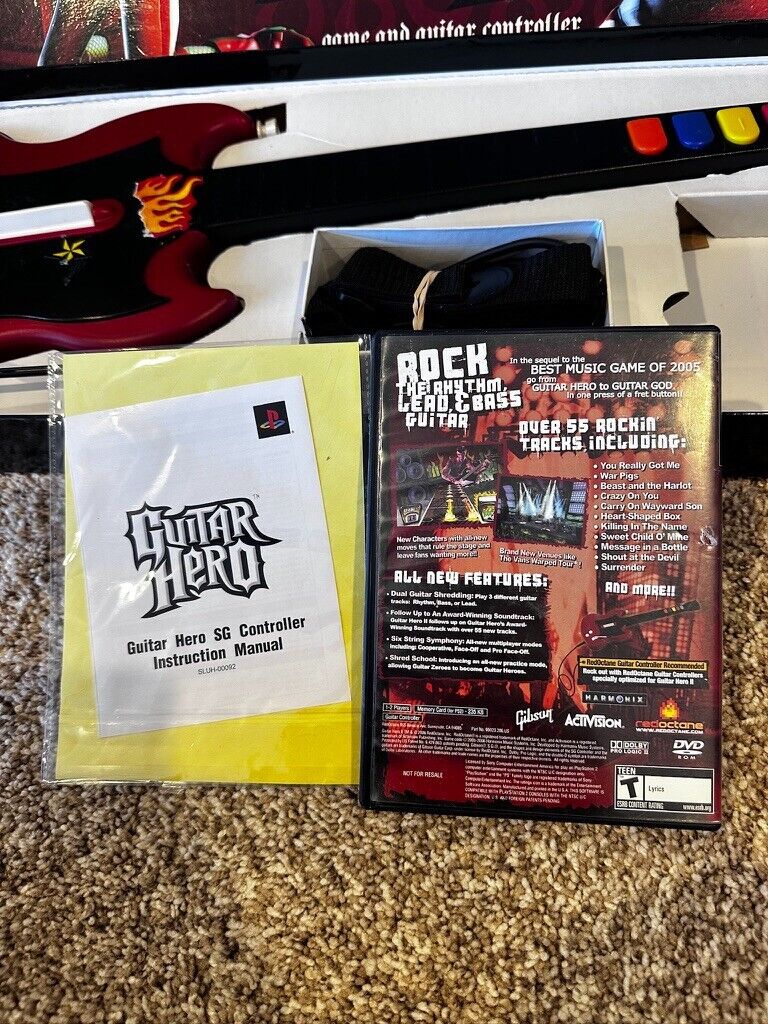 game and guitar controller
GUITAR
HERO
TM
Guitar Hero SG Controller
Instruction Manual
SLUH-00092
ROCK
THE RHYTHM,
LEAD, & BASS
GUITAR
In the sequel to the
BEST MUSIC GAME OF 2005
go from
GUITAR HERO to GUITAR GOD
in one press of a fret button!!
OVER 55 ROCKIN'
TRACKS, INCLUDING:
• You Really Got Me
• War Pigs
• Beast and the Harlot
• Crazy On You
• Carry On Wayward Son
• Heart-Shaped Box
• Killing In The Name
• Sweet Child O' Mine
• Message in a Bottle
• Shout at the Devil
• Surrender
AND MORE!!
New Characters with all-new
moves that rule the stage and
leave fans wanting more!!
Brand New Venues like
The Vans Warped Tour®!
ALL NEW FEATURES:
• Dual Guitar Shredding: Play 3 different guitar
tracks: Rhythm, Bass, or Lead.
• Follow Up to An Award-Winning Soundtrack:
Guitar Hero II follows up on Guitar Hero's Award-
Winning Soundtrack with over 55 new tracks.
• Six String Symphony: All-new multiplayer modes
including: Cooperative, Face-Off and Pro Face-Off.
• Shred School: Introducing an all-new practice mode,
allowing Guitar Zeroes to become Guitar Heroes.
RedOctane Guitar Controller Recommended
Rock out with RedOctane Guitar Controllers
specially optimized for Guitar Hero II
1-2 Players
Memory Card (for PS2) - 235 KB
Guitar Controller
HARMONIX
Gibson
ACTIVISION
redoctane
WWW.REDOCTANE.COM
DOLBY
PRO LOGIC II
DVD
ROM
NOT FOR RESALE
TEEN
T
Lyrics
ESRB CONTENT RATING www.esrb.org